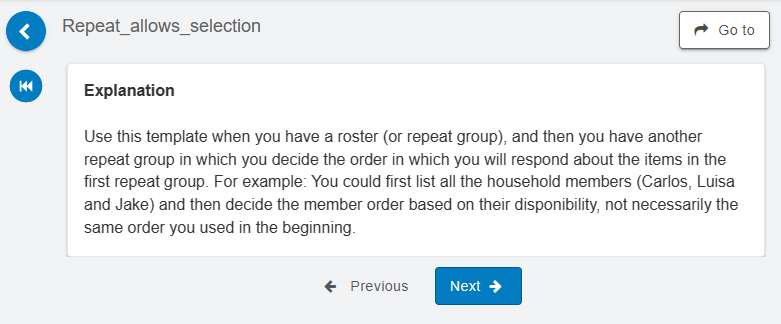 Repeat_allows_selection
Go to
Explanation
Use this template when you have a roster (or repeat group), and then you have another
repeat group in which you decide the order in which you will respond about the items in the
first repeat group. For example: You could first list all the household members (Carlos, Luisa
and Jake) and then decide the member order based on their disponibility, not necessarily the
same order you used in the beginning.
Previous
Next